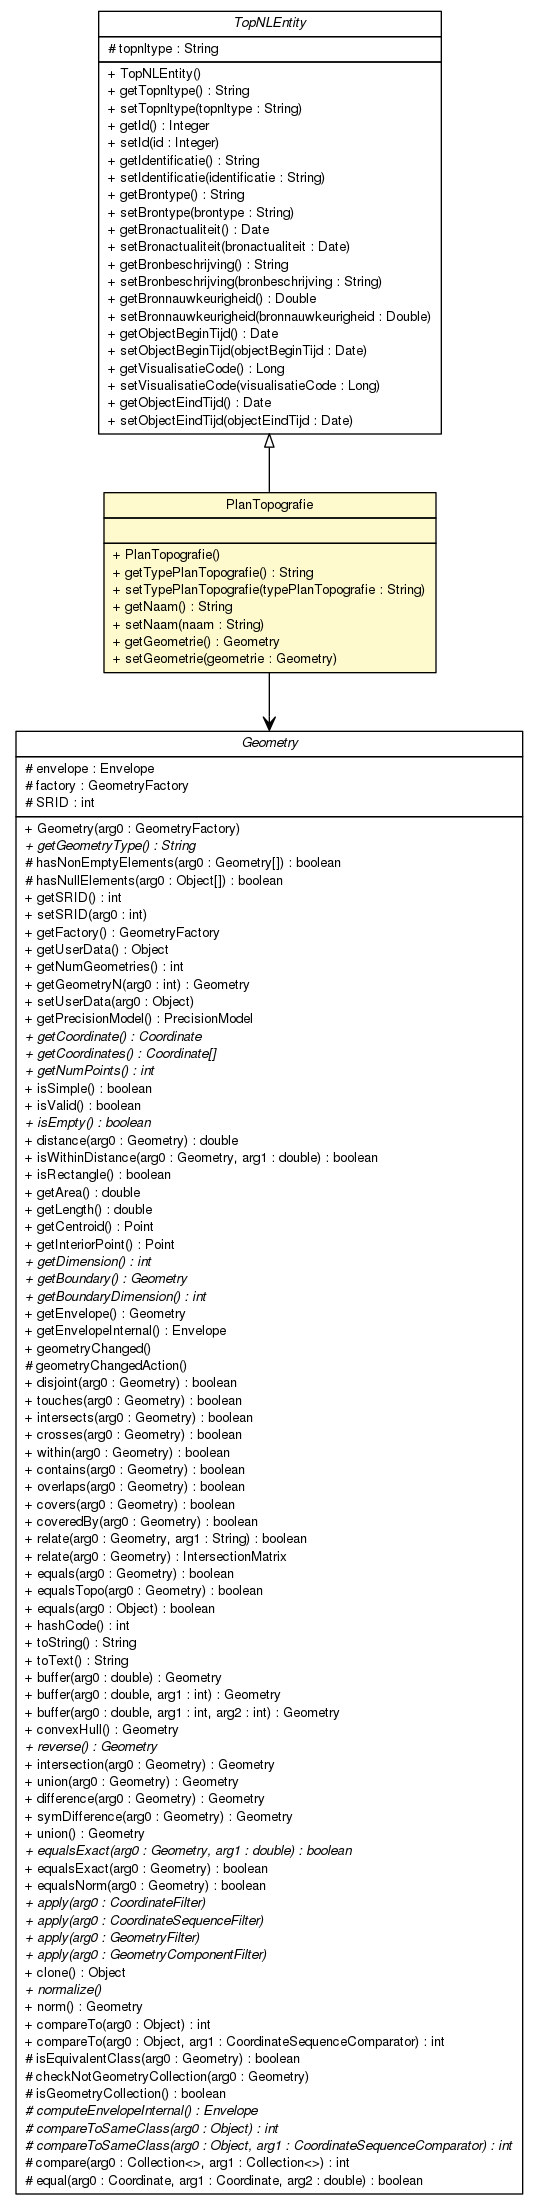 TopNLEntity
# topnltype : String
+ TopNLEntity()
+ getTopnltype() : String
+ setTopnltype(topnltype : String)
+ getId() : Integer
+ setId(id : Integer)
+ getIdentificatie() : String
+ setIdentificatie(identificatie : String)
+ getBrontype() : String
+ setBrontype(brontype : String)
+ getBronactualiteit() : Date
+ setBronactualiteit(bronactualiteit : Date)
+ getBronbeschrijving() : String
+ setBronbeschrijving(bronbeschrijving : String)
+ getBronnauwkeurigheid() : Double
+ setBronnauwkeurigheid(bronnauwkeurigheid : Double)
+ getObjectBeginTijd() : Date
+ setObjectBeginTijd(objectBeginTijd : Date)
+ getVisualisatieCode() : Long
+ setVisualisatieCode(visualisatieCode : Long)
+ getObjectEindTijd() : Date
+ setObjectEindTijd(objectEindTijd : Date)
PlanTopografie
+ PlanTopografie()
+ getTypePlanTopografie() : String
+ setTypePlanTopografie(typePlanTopografie : String)
+ getNaam() : String
+ setNaam(naam : String)
+ getGeometrie() : Geometry
+ setGeometrie(geometrie : Geometry)
Geometry
# envelope : Envelope
# factory : GeometryFactory
# SRID : int
+ Geometry(arg0 : GeometryFactory)
+ getGeometryType() : String
# hasNonEmptyElements(arg0 : Geometry[]) : boolean
# hasNullElements(arg0 : Object[]) : boolean
+ getSRID() : int
+ setSRID(arg0 : int)
+ getFactory() : GeometryFactory
+ getUserData() : Object
+ getNumGeometries() : int
+ getGeometryN(arg0 : int) : Geometry
+ setUserData(arg0 : Object)
+ getPrecisionModel() : PrecisionModel
+ getCoordinate() : Coordinate
+ getCoordinates() : Coordinate[]
+ getNumPoints() : int
+ isSimple() : boolean
+ isValid() : boolean
+ isEmpty() : boolean
+ distance(arg0 : Geometry) : double
+ isWithinDistance(arg0 : Geometry, arg1 : double) : boolean
+ isRectangle() : boolean
+ getArea() : double
+ getLength() : double
+ getCentroid() : Point
+ getInteriorPoint() : Point
+ getDimension() : int
+ getBoundary() : Geometry
+ getBoundaryDimension() : int
+ getEnvelope() : Geometry
+ getEnvelopeInternal() : Envelope
+ geometryChanged()
# geometryChangedAction()
+ disjoint(arg0 : Geometry) : boolean
+ touches(arg0 : Geometry) : boolean
+ intersects(arg0 : Geometry) : boolean
+ crosses(arg0 : Geometry) : boolean
+ within(arg0 : Geometry) : boolean
+ contains(arg0 : Geometry) : boolean
+ overlaps(arg0 : Geometry) : boolean
+ covers(arg0 : Geometry) : boolean
+ coveredBy(arg0 : Geometry) : boolean
+ relate(arg0 : Geometry, arg1 : String) : boolean
+ relate(arg0 : Geometry) : IntersectionMatrix
+ equals(arg0 : Geometry) : boolean
+ equalsTopo(arg0 : Geometry) : boolean
+ equals(arg0 : Object) : boolean
+ hashCode() : int
+ toString() : String
+ toText() : String
+ buffer(arg0 : double) : Geometry
+ buffer(arg0 : double, arg1 : int) : Geometry
+ buffer(arg0 : double, arg1 : int, arg2 : int) : Geometry
+ convexHull() : Geometry
+ reverse() : Geometry
+ intersection(arg0 : Geometry) : Geometry
+ union(arg0 : Geometry) : Geometry
+ difference(arg0 : Geometry) : Geometry
+ symDifference(arg0 : Geometry) : Geometry
+ union() : Geometry
+ equalsExact(arg0 : Geometry, arg1 : double) : boolean
+ equalsExact(arg0 : Geometry) : boolean
+ equalsNorm(arg0 : Geometry) : boolean
+ apply(arg0 : CoordinateFilter)
+ apply(arg0 : CoordinateSequenceFilter)
+ apply(arg0 : GeometryFilter)
+ apply(arg0 : GeometryComponentFilter)
+ clone() : Object
+ normalize()
+ norm() : Geometry
+ compareTo(arg0 : Object) : int
+ compareTo(arg0 : Object, arg1 : CoordinateSequenceComparator) : int
# isEquivalentClass(arg0 : Geometry) : boolean
# checkNotGeometryCollection(arg0 : Geometry)
# isGeometryCollection() : boolean
# computeEnvelopeInternal() : Envelope
# compareToSameClass(arg0 : Object) : int
# compareToSameClass(arg0 : Object, arg1 : CoordinateSequenceComparator) : int
# compare(arg0 : Collection<>, arg1 : Collection<>) : int
# equal(arg0 : Coordinate, arg1 : Coordinate, arg2 : double) : boolean